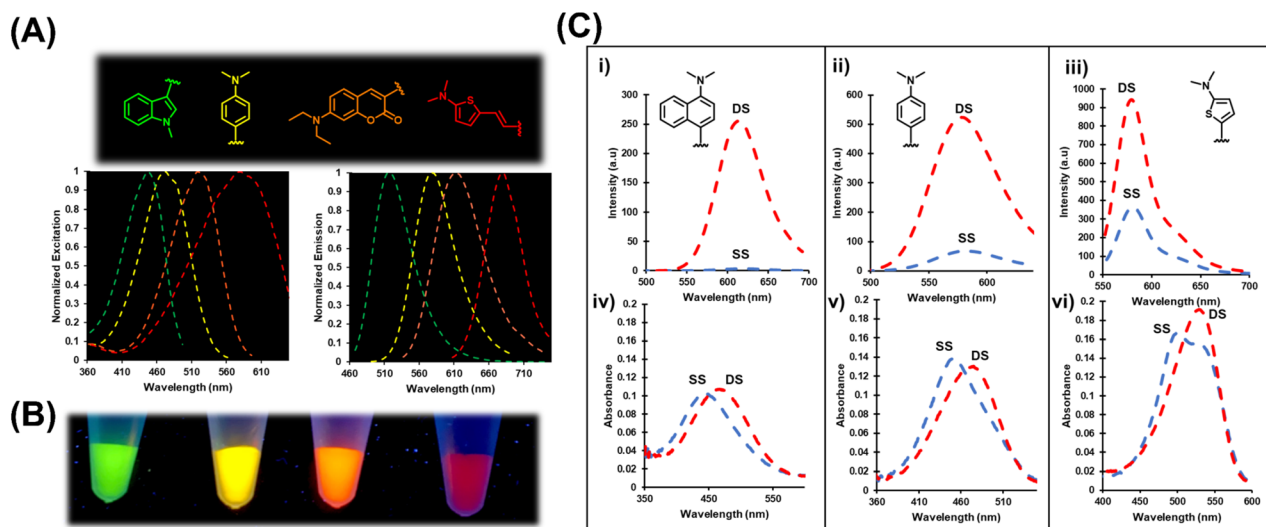 (A)
N
N
N
N
O
O
S
N
1
0.9
0.8
0.7
0.6
0.5
0.4
0.3
0.2
0.1
0
Normalized Excitation
360 410 460 510 560 610
Wavelength (nm)
1
0.9
0.8
0.7
0.6
0.5
0.4
0.3
0.2
0.1
0
Normalized Emission
460 510 560 610 660 710
Wavelength (nm)
(B)
(C)
i)
N
300
250
200
150
100
50
0
Intensity (a.u)
DS
SS
500 550 600 650 700
Wavelength (nm)
ii)
N
600
500
400
300
200
100
0
Intensity (a.u)
DS
SS
500 550 600
Wavelength (nm)
iii)
N
S
1000
900
800
700
600
500
400
300
200
100
0
Intensity (a.u)
DS
SS
550 600 650 700
Wavelength (nm)
iv)
0.2
0.18
0.16
0.14
0.12
0.1
0.08
0.06
0.04
0.02
0
Absorbance
SS DS
350 450 550
Wavelength (nm)
v)
0.2
0.18
0.16
0.14
0.12
0.1
0.08
0.06
0.04
0.02
0
Absorbance
SS DS
360 460
Wavelength (nm)
vi)
0.2
0.18
0.16
0.14
0.12
0.1
0.08
0.06
0.04
0.02
0
Absorbance
SS DS
400 450 500 550 600
Wavelength (nm)